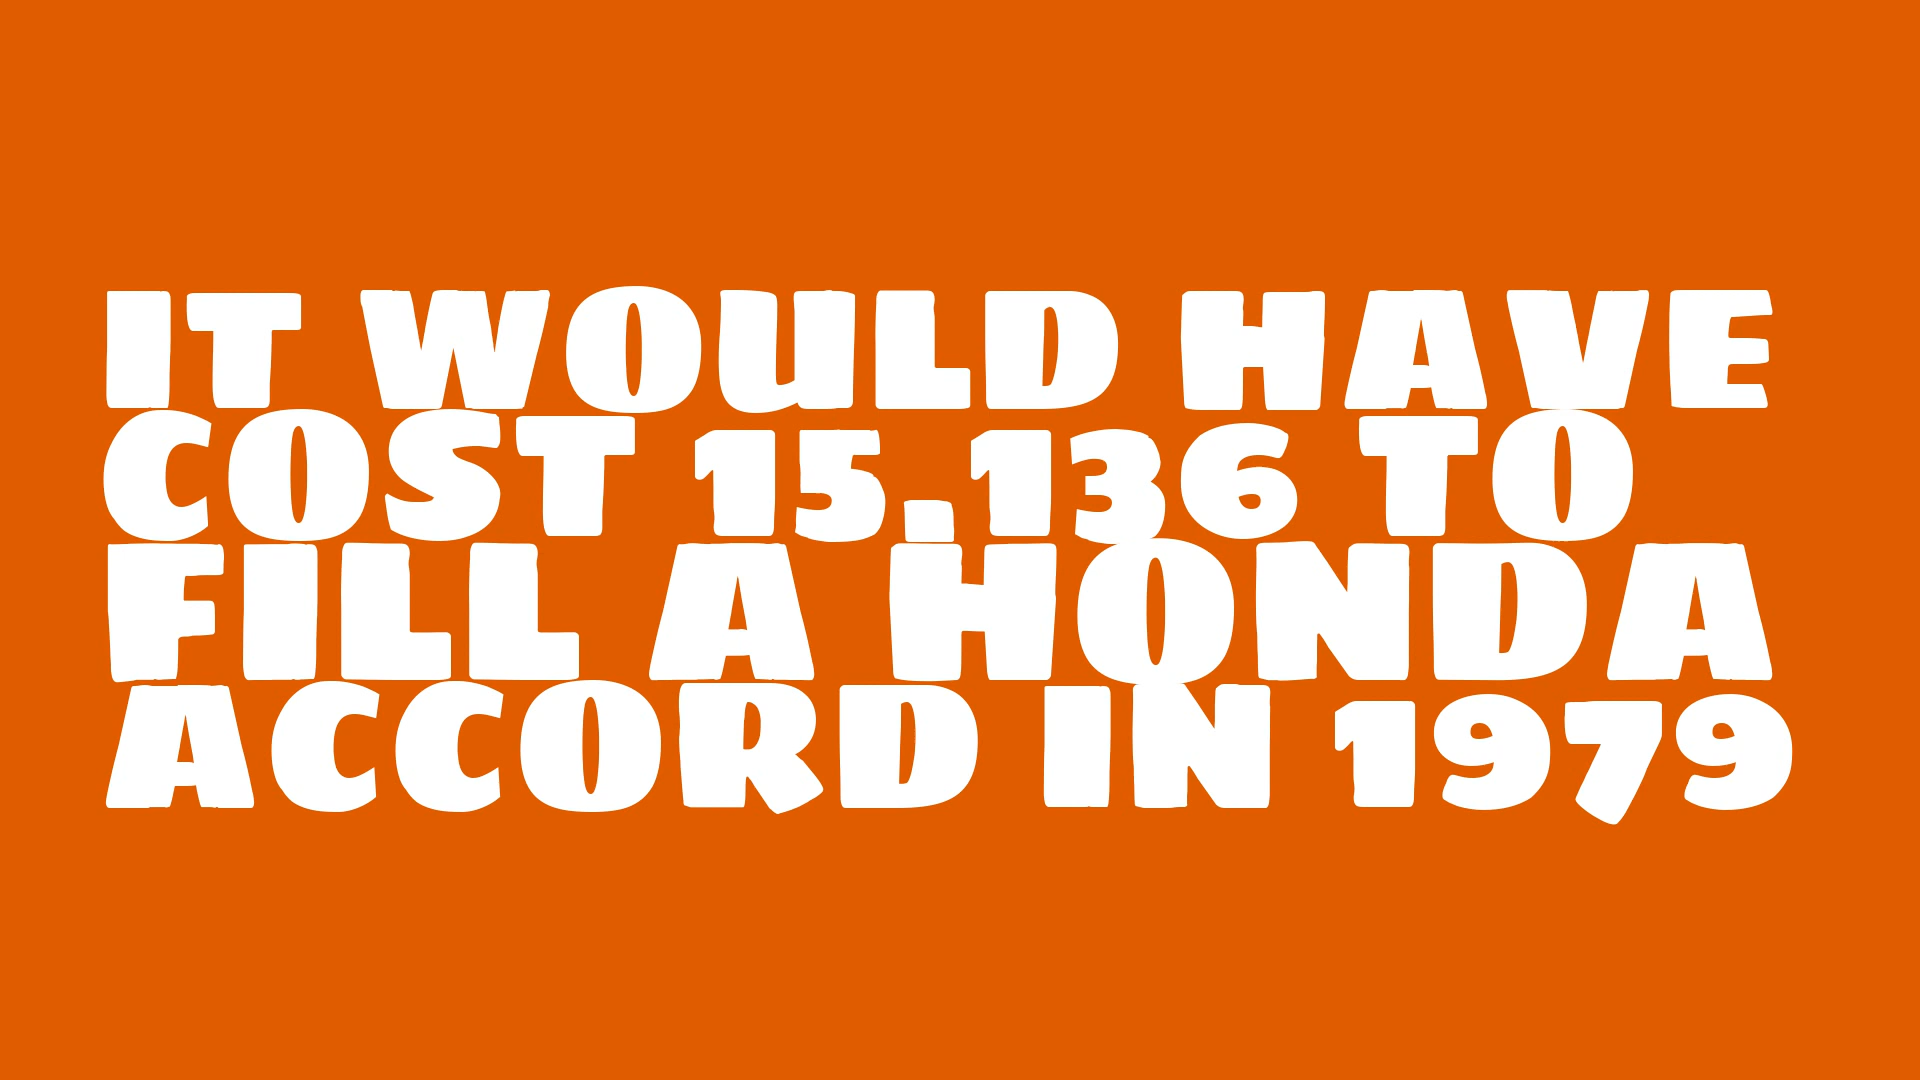 IT WOULD HAVE
COST 15.136 TO
FILL A HONDA
ACCORD IN 1979